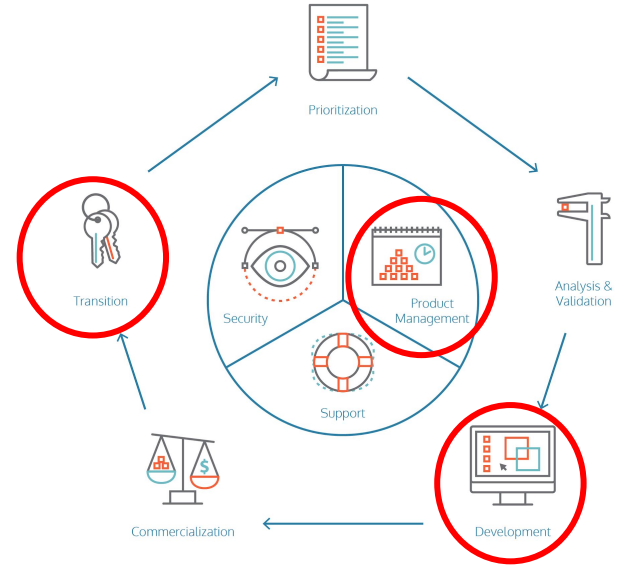 Prioritization
Transition
Security
Product
Management
Analysis &
Validation
Support
$
Commercialization
Development